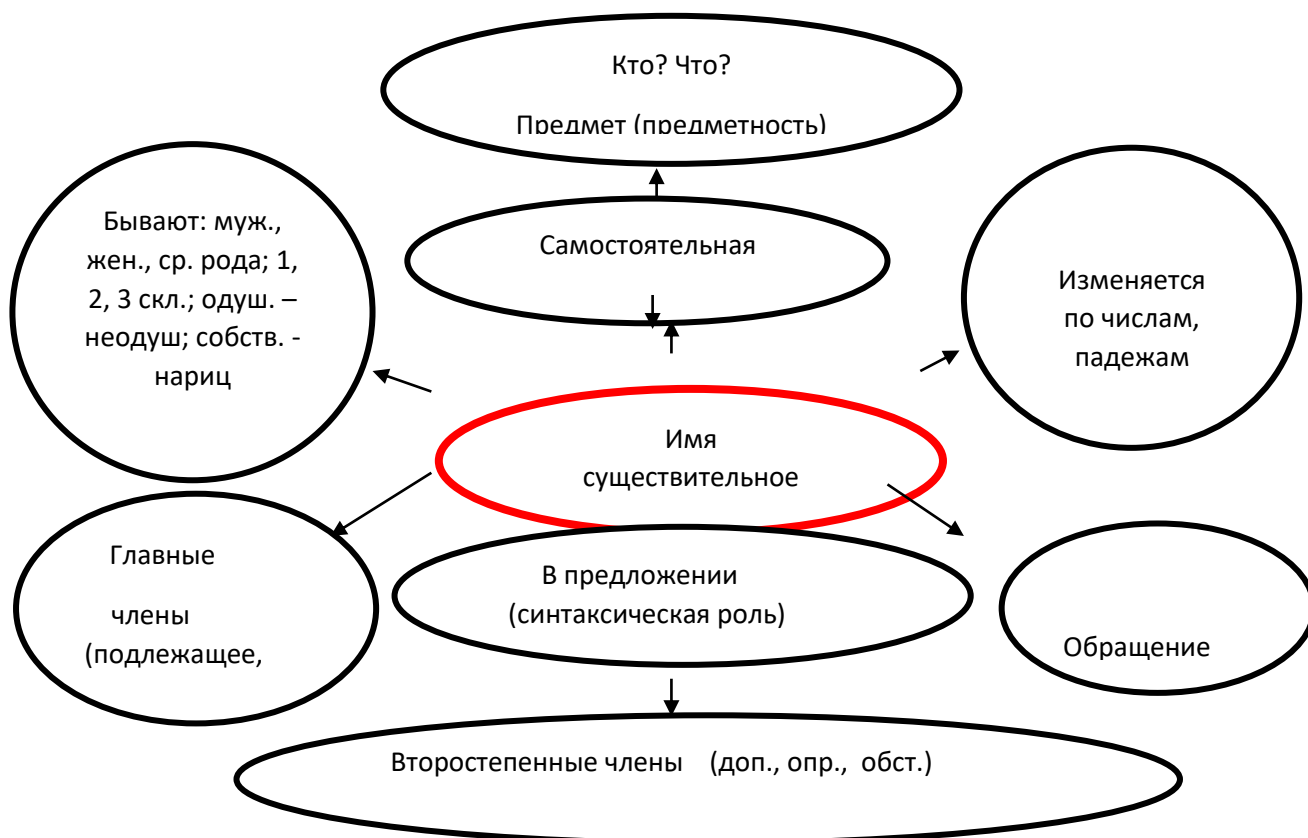 Кто? Что?
Предмет (предметность)
Бывают: муж.,
жен., ср. рода; 1,
2, 3 скл.; одуш. –
неодуш; собств. -
нариц
Самостоятельная
Изменяется
по числам,
падежам
Имя
существительное
Главные
члены
(подлежащее,
В предложении
(синтаксическая роль)
Обращение
Второстепенные члены (доп., опр., обст.)